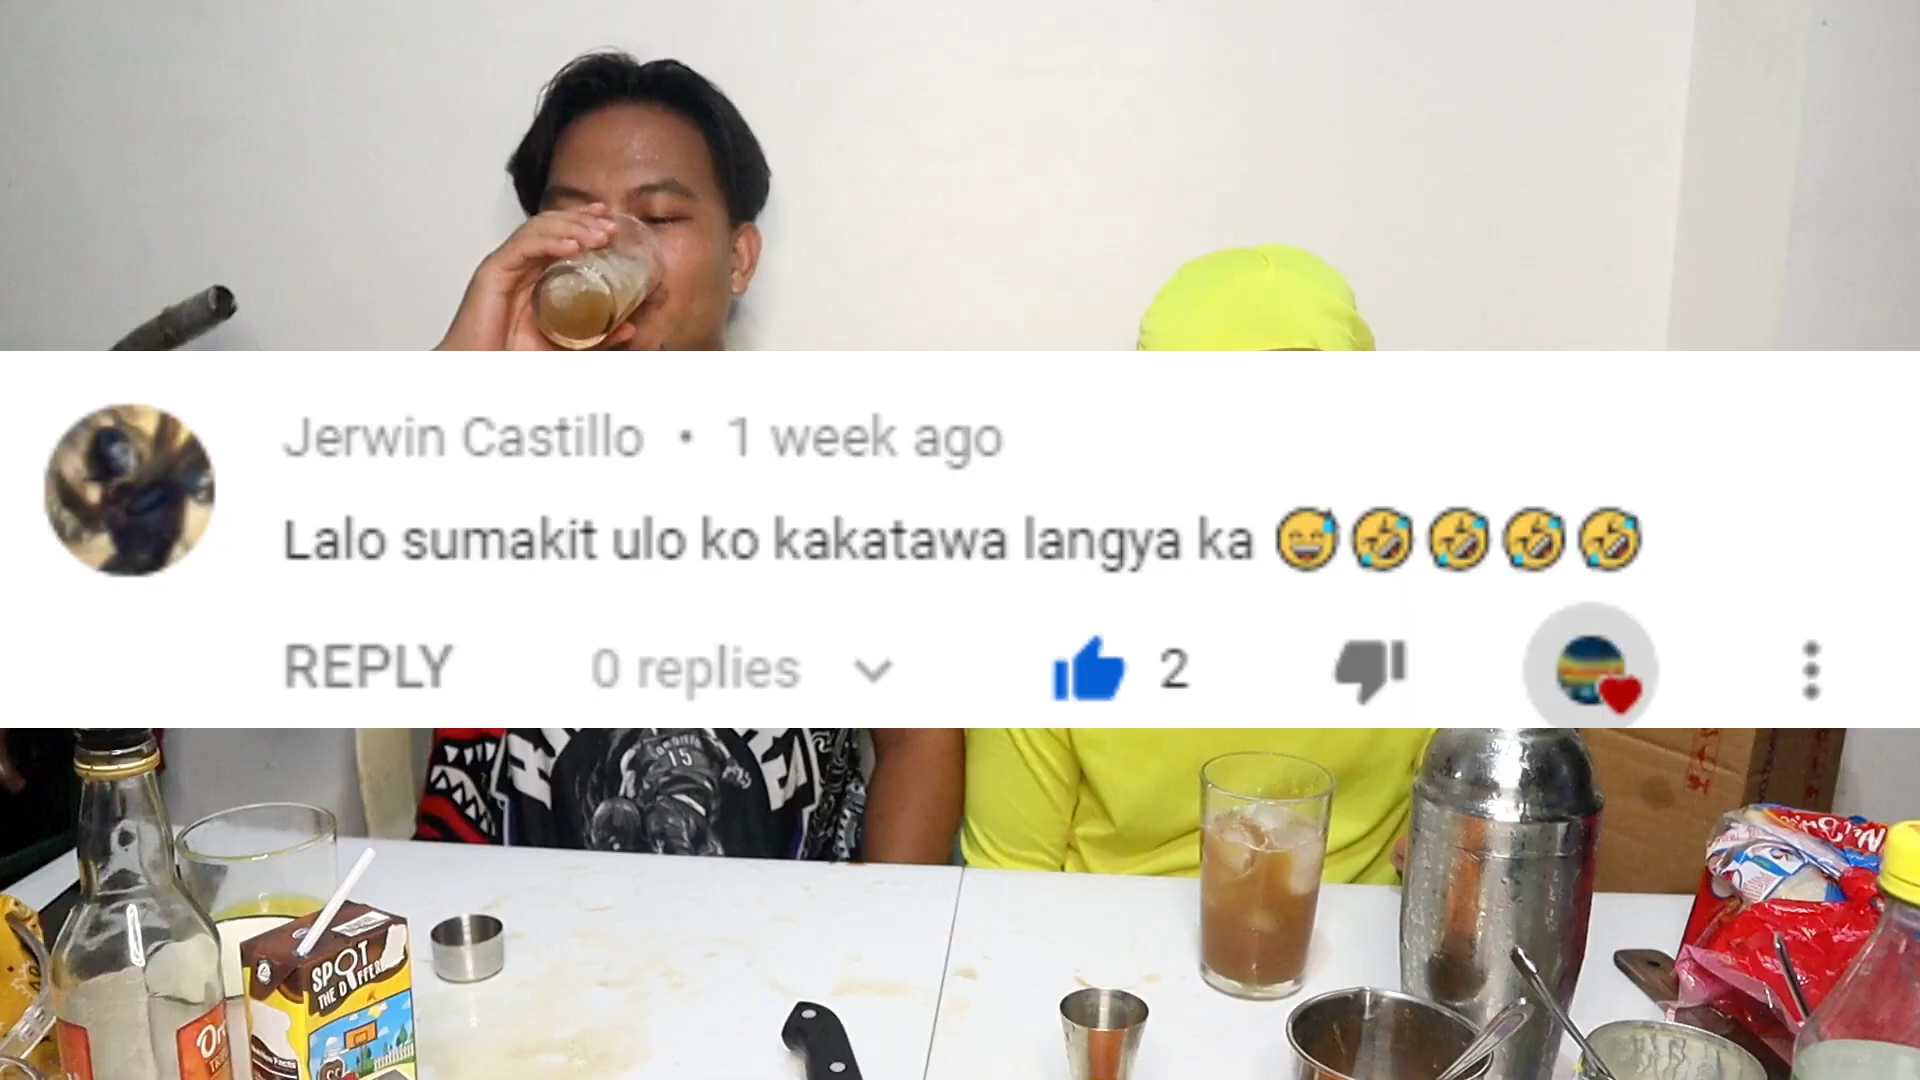 Jerwin Castillo • 1 week ago
Lalo sumakit ulo ko kakatawa langya ka 😅🤣🤣🤣🤣
REPLY 0 replies 2
15
SPOT
THE DIFFER